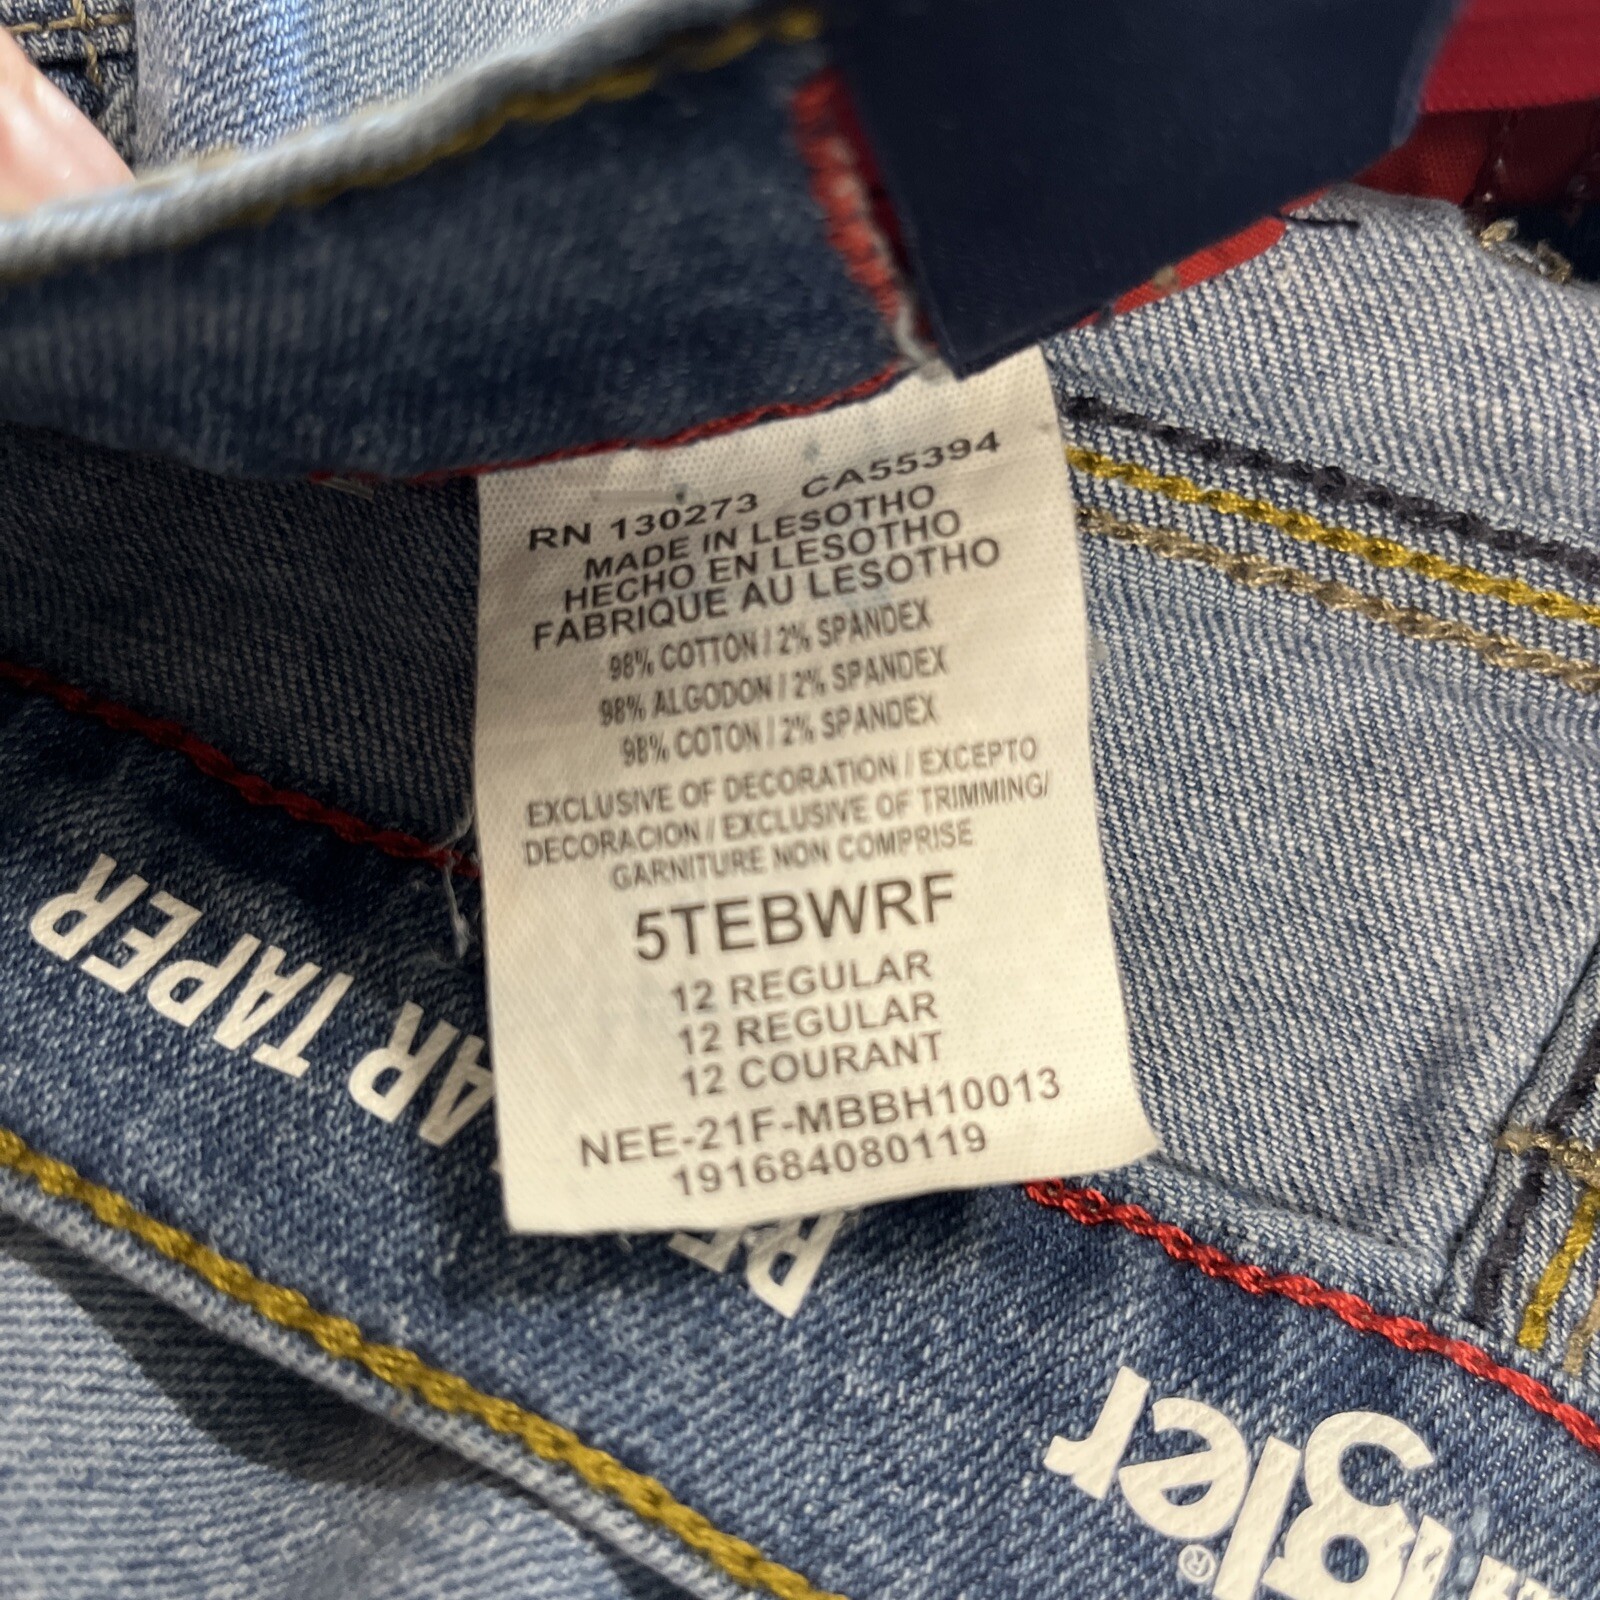 RN 130273 CA55394
MADE IN LESOTHO
HECHO EN LESOTHO
FABRIQUE AU LESOTHO
98% COTTON / 2% SPANDEX
98% ALGODON / 2% SPANDEX
98% COTON / 2% SPANDEX
EXCLUSIVE OF DECORATION / EXCEPTO
DECORACION / EXCLUSIVE OF TRIMMING/
GARNITURE NON COMPRISE
5TEBWRF
12 REGULAR
12 REGULAR
12 COURANT
NEE-21F-MBBH10013
191684080119
TAPER